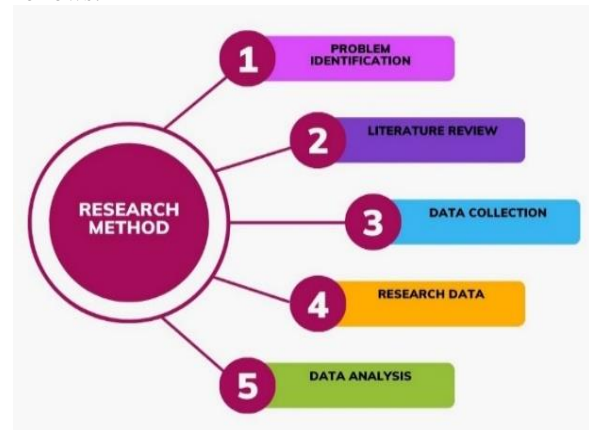 RESEARCH
METHOD
1
PROBLEM
IDENTIFICATION
2
LITERATURE REVIEW
3
DATA COLLECTION
4
RESEARCH DATA
5
DATA ANALYSIS